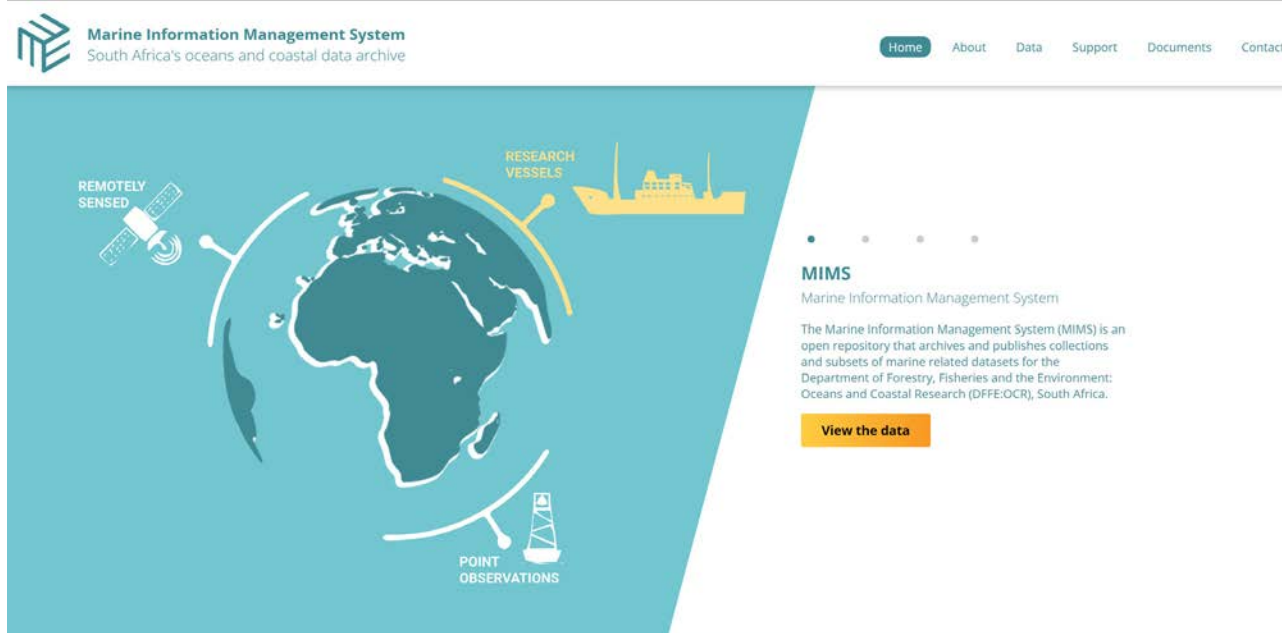 Marine Information Management System
South Africa's oceans and coastal data archive
Home About Data Support Documents Contact
REMOTELY
SENSED
RESEARCH
VESSELS
POINT
OBSERVATIONS
MIMS
Marine Information Management System
The Marine Information Management System (MIMS) is an
open repository that archives and publishes collections
and subsets of marine related datasets for the
Department of Forestry, Fisheries and the Environment:
Oceans and Coastal Research (DFFE:OCR), South Africa.
View the data